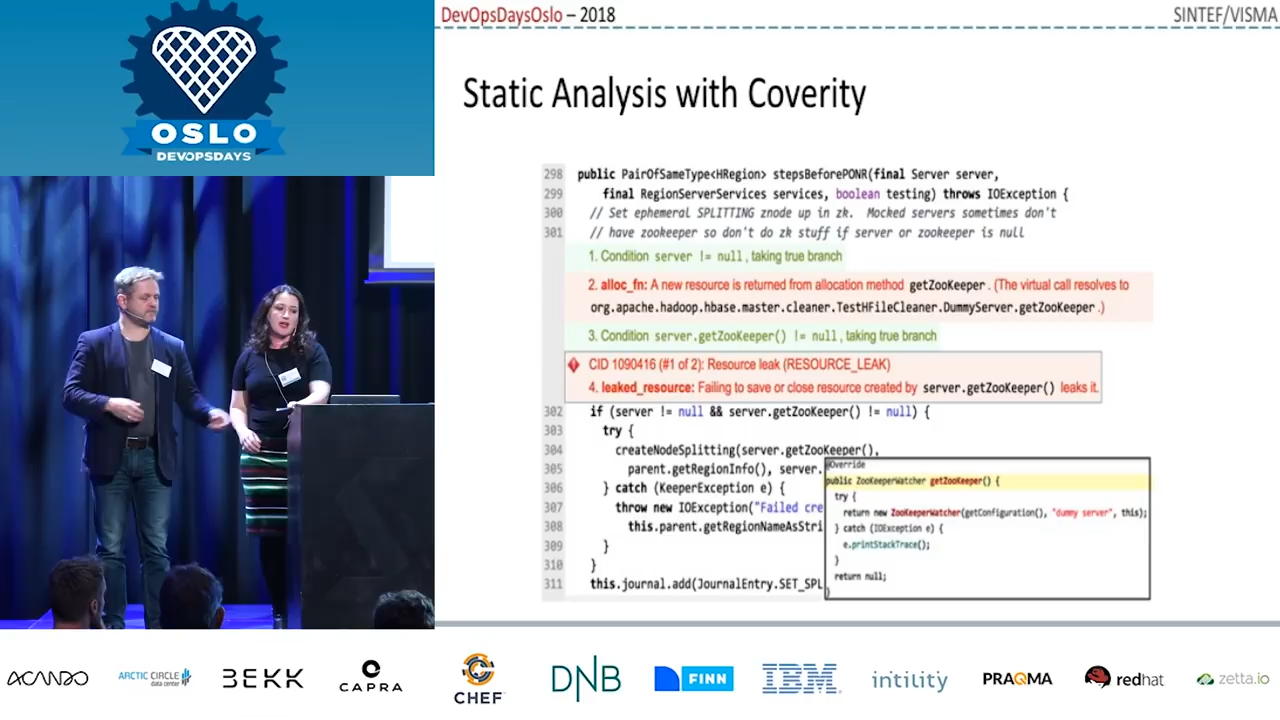 OSLO
DEVOPSDAYS
DevOpsDaysOslo – 2018
SINTEF/VISMA
Static Analysis with Coverity
298 public PairOfSameType<HRegion> stepsBeforePONR(final Server server,
299 final RegionServerServices services, boolean testing) throws IOException {
300 // Set ephemeral SPLITTING znode up in zk. Mocked servers sometimes don't
301 // have zookeeper so don't do zk stuff if server or zookeeper is null
1. Condition server != null, taking true branch
2. alloc_fn: A new resource is returned from allocation method getZooKeeper. (The virtual call resolves to
org.apache.hadoop.hbase.master.cleaner.TestHFileCleaner.DummyServer.getZooKeeper.)
3. Condition server.getZooKeeper() != null, taking true branch
CID 1090416 (#1 of 2): Resource leak (RESOURCE_LEAK)
4. leaked_resource: Failing to save or close resource created by server.getZooKeeper() leaks it.
302 if (server != null && server.getZooKeeper() != null) {
303 try {
304 createNodeSplitting(server.getZooKeeper(),
305 parent.getRegionInfo(), server.
306 } catch (KeeperException e) {
307 throw new IOException("Failed cre
308 this.parent.getRegionNameAsStri
309 }
310 }
311 this.journal.add(JournalEntry.SET_SPL
@Override
public ZooKeeperWatcher getZooKeeper() {
try {
return new ZooKeeperWatcher(getConfiguration(), "dummy server", this);
} catch (IOException e) {
e.printStackTrace();
}
return null;
}
ACANDO
ARCTIC CIRCLE
data center
BEKK
CAPRA
CHEF
DNB
FINN
IBM
intility
PRAQMA
redhat
zetta.io